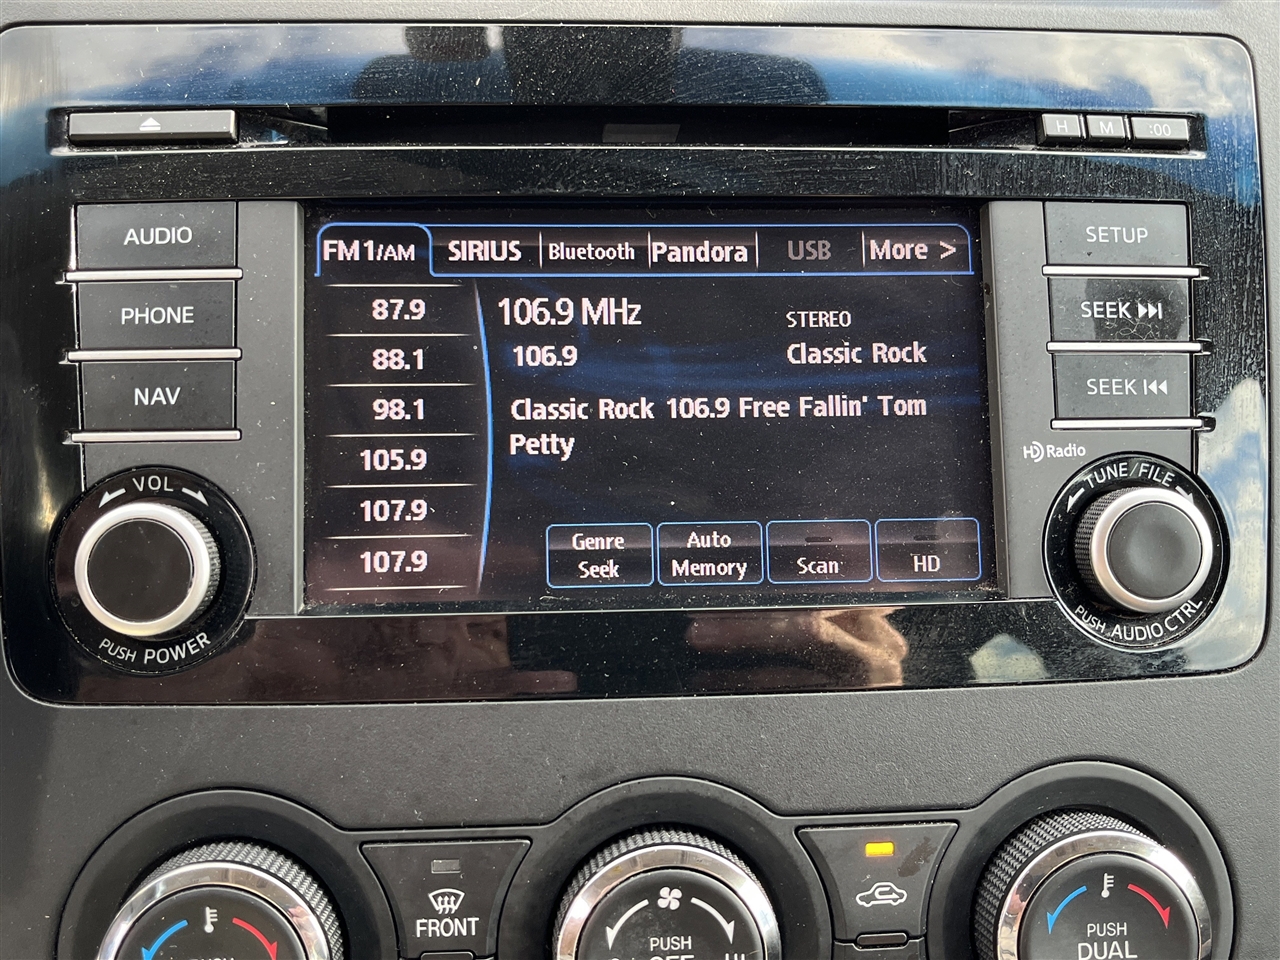 H M :00
AUDIO
PHONE
NAV
SETUP
SEEK
SEEK
HD Radio
FM1/AM SIRIUS Bluetooth Pandora USB More >
87.9
88.1
98.1
105.9
107.9
107.9
106.9 MHz
STEREO
106.9
Classic Rock
Classic Rock 106.9 Free Fallin' Tom
Petty
Genre
Seek
Auto
Memory
Scan
HD
VOL
PUSH POWER
TUNE/FILE
PUSH AUDIO CTRL
FRONT
PUSH
PUSH
DUAL